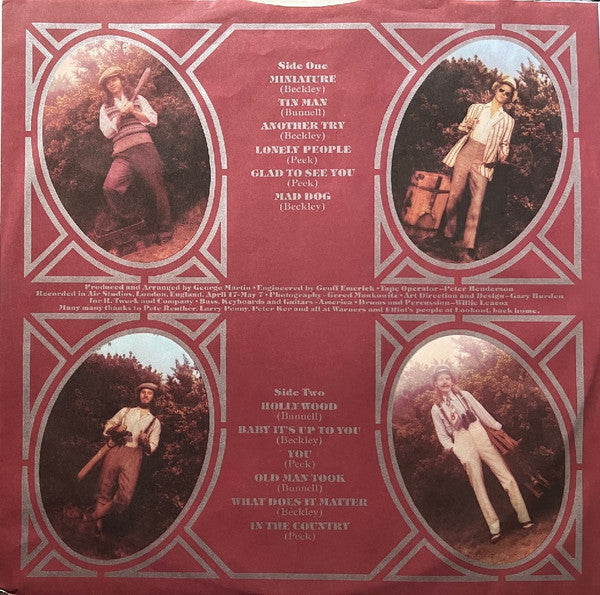 Side One
MINIATURE
(Beckley)
TIN MAN
(Bunnell)
ANOTHER TRY
(Beckley)
LONELY PEOPLE
(Peek)
GLAD TO SEE YOU
(Peek)
MAD DOG
(Beckley)
Produced and Arranged by George Martin • Engineered by Geoff Emerick • Tape Operator—Peter Henderson
Recorded in Air Studios, London, England, April 17-May 7 • Photography—Gered Mankowitz • Art Direction and Design—Gary Burden
for R. Twerk and Company • Bass, Keyboards and Guitars—America • Drums and Percussion—Willie Leacox
Many many thanks to Pete Reuther, Larry Penny, Peter Ker and all at Warners and Elliot's people at Lookout, back home.
Side Two
HOLLYWOOD
(Bunnell)
BABY IT'S UP TO YOU
(Beckley)
YOU
(Peek)
OLD MAN TOOK
(Bunnell)
WHAT DOES IT MATTER
(Beckley)
IN THE COUNTRY
(Peek)